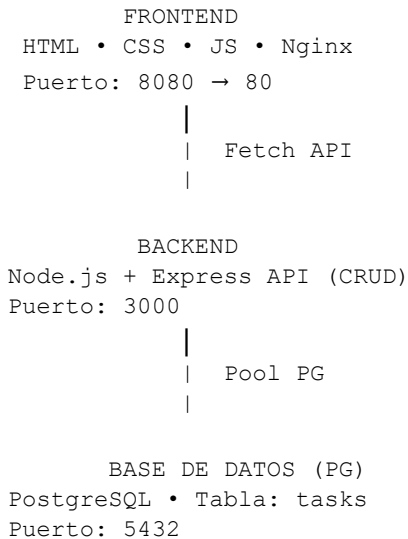 FRONTEND
HTML • CSS • JS • Nginx
Puerto: 8080 → 80
| Fetch API
BACKEND
Node.js + Express API (CRUD)
Puerto: 3000
| Pool PG
BASE DE DATOS (PG)
PostgreSQL • Tabla: tasks
Puerto: 5432